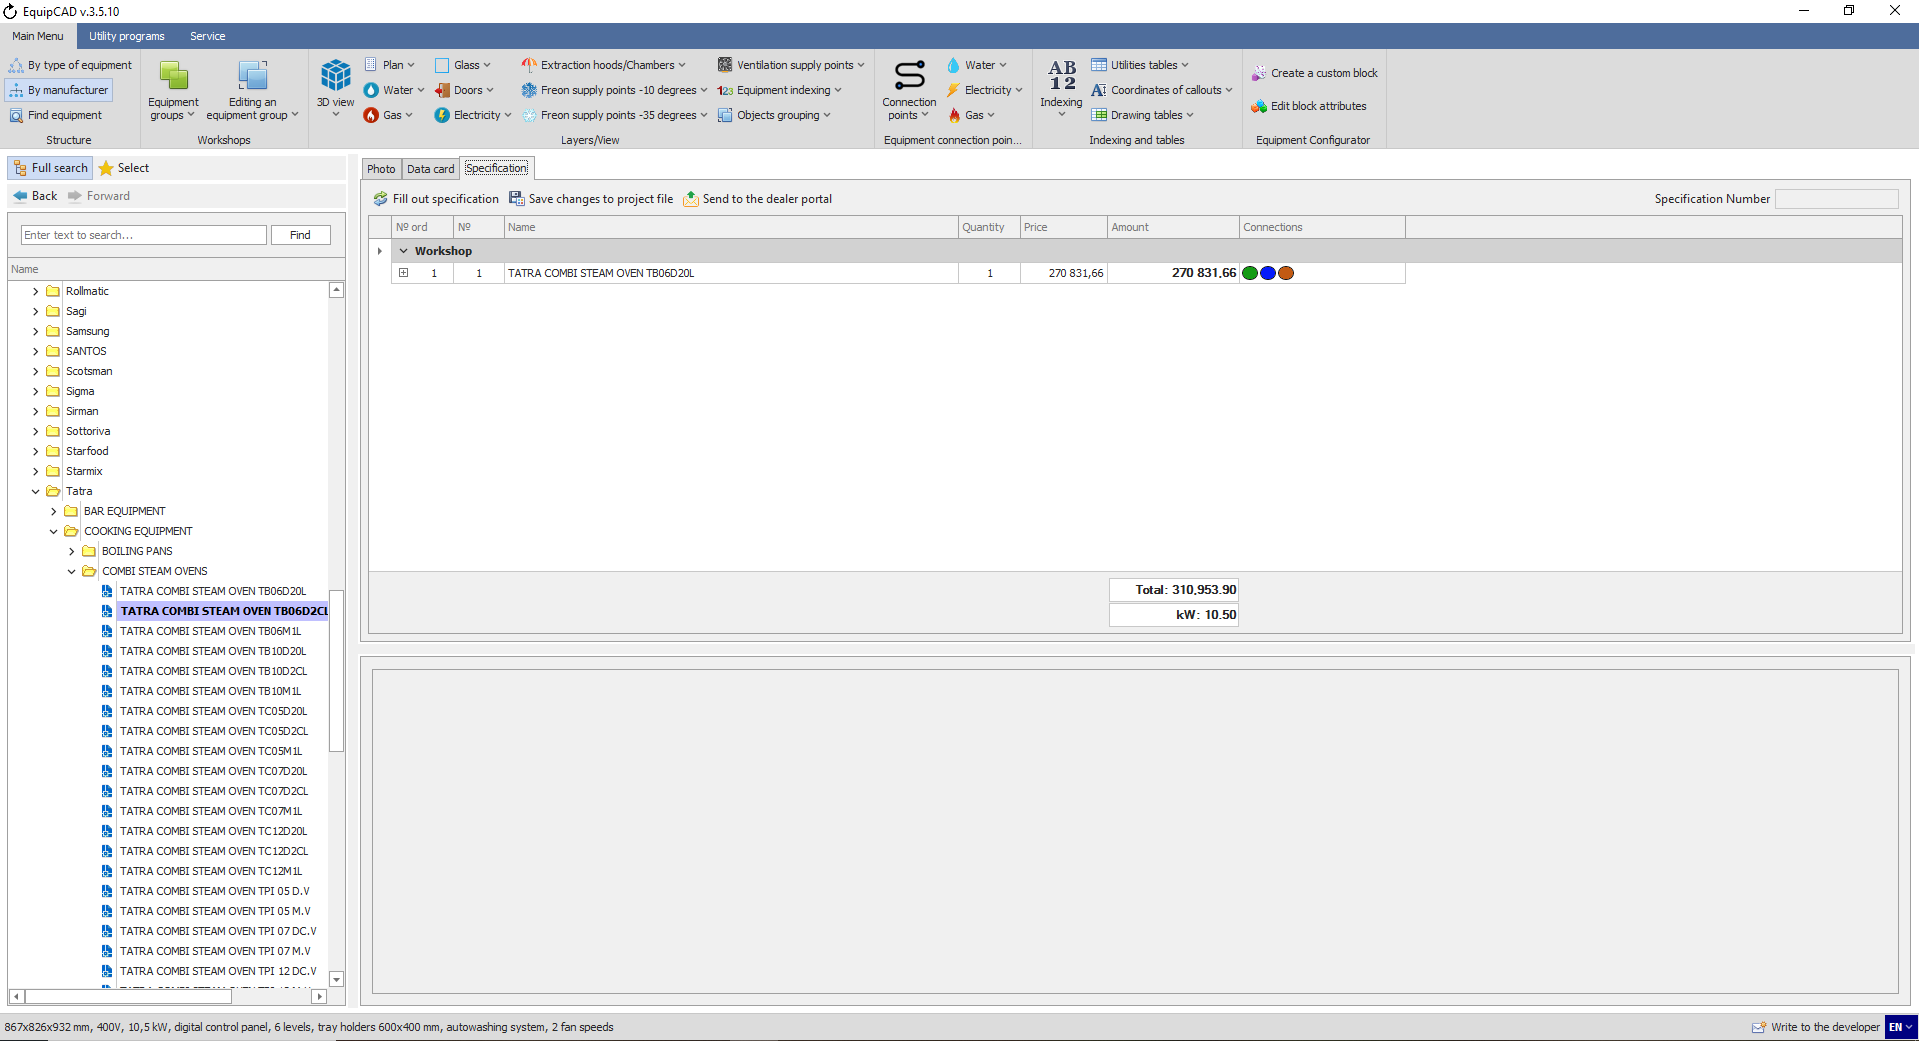 EquipCAD v.3.5.10
Main Menu
Utility programs
Service
By type of equipment
By manufacturer
Find equipment
Structure
Equipment groups
Editing an equipment group
Workshops
3D view
Plan
Water
Gas
Glass
Doors
Electricity
Extraction hoods/Chambers
Freon supply points -10 degrees
Freon supply points -35 degrees
Ventilation supply points
123 Equipment indexing
Objects grouping
Layers/View
Connection points
Water
Electricity
Gas
Equipment connection poin...
AB
12
Indexing
Utilities tables
Coordinates of callouts
Drawing tables
Indexing and tables
Create a custom block
Edit block attributes
Equipment Configurator
Full search
Select
Back
Forward
Enter text to search...
Find
Name
Rollmatic
Sagi
Samsung
SANTOS
Scotsman
Sigma
Sirman
Sottoriva
Starfood
Starmix
Tatra
BAR EQUIPMENT
COOKING EQUIPMENT
BOILING PANS
COMBI STEAM OVENS
TATRA COMBI STEAM OVEN TB06D20L
TATRA COMBI STEAM OVEN TB06D2CL
TATRA COMBI STEAM OVEN TB06M1L
TATRA COMBI STEAM OVEN TB10D20L
TATRA COMBI STEAM OVEN TB10D2CL
TATRA COMBI STEAM OVEN TB10M1L
TATRA COMBI STEAM OVEN TC05D20L
TATRA COMBI STEAM OVEN TC05D2CL
TATRA COMBI STEAM OVEN TC05M1L
TATRA COMBI STEAM OVEN TC07D20L
TATRA COMBI STEAM OVEN TC07D2CL
TATRA COMBI STEAM OVEN TC07M1L
TATRA COMBI STEAM OVEN TC12D20L
TATRA COMBI STEAM OVEN TC12D2CL
TATRA COMBI STEAM OVEN TC12M1L
TATRA COMBI STEAM OVEN TPI 05 D.V
TATRA COMBI STEAM OVEN TPI 05 M.V
TATRA COMBI STEAM OVEN TPI 07 DC.V
TATRA COMBI STEAM OVEN TPI 07 M.V
TATRA COMBI STEAM OVEN TPI 12 DC.V
Photo
Data card
Specification
Fill out specification
Save changes to project file
Send to the dealer portal
Specification Number
№ ord
№
Name
Quantity
Price
Amount
Connections
Workshop
1 1 TATRA COMBI STEAM OVEN TB06D20L 1 270 831,66 270 831,66
Total: 310,953.90
kW: 10.50
867x826x932 mm, 400V, 10,5 kW, digital control panel, 6 levels, tray holders 600x400 mm, autowashing system, 2 fan speeds
Write to the developer
EN